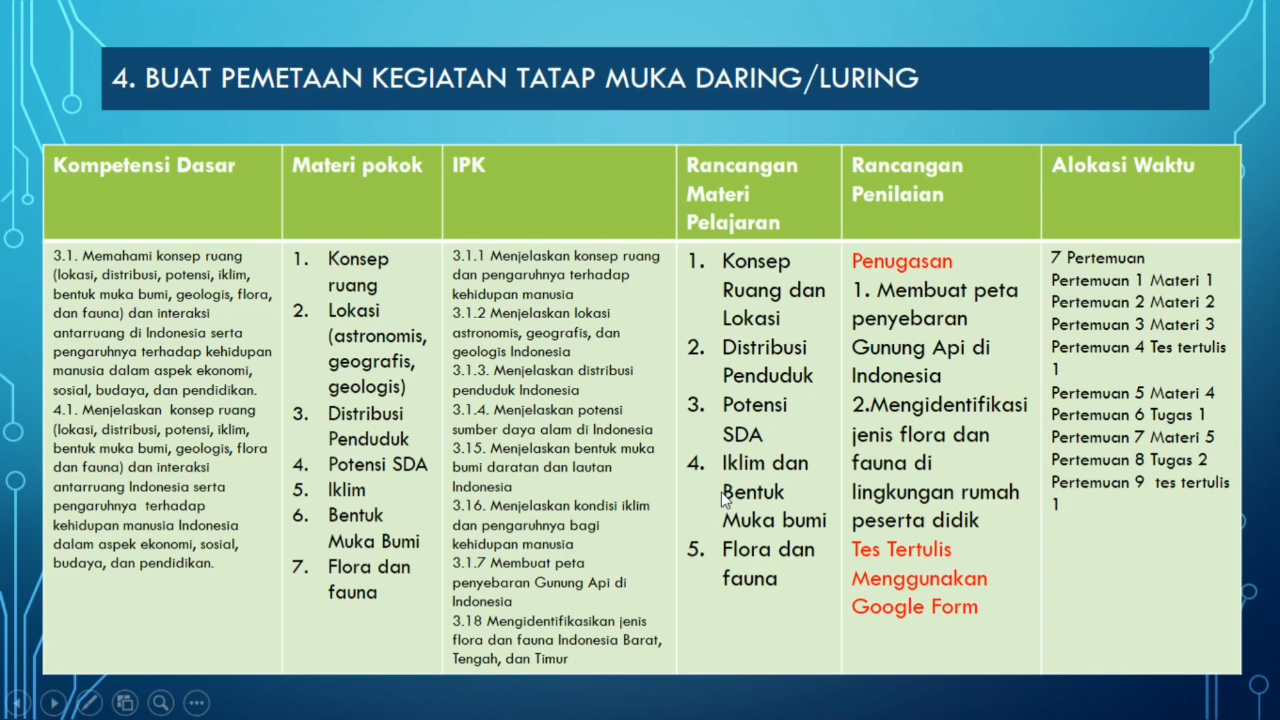 4. BUAT PEMETAAN KEGIATAN TATAP MUKA DARING/LURING
Kompetensi Dasar
Materi pokok
IPK
Rancangan
Materi
Pelajaran
Rancangan
Penilaian
Alokasi Waktu
3.1. Memahami konsep ruang
(lokasi, distribusi, potensi, iklim,
bentuk muka bumi, geologis, flora,
dan fauna) dan interaksi
antarruang di Indonesia serta
pengaruhnya terhadap kehidupan
manusia dalam aspek ekonomi,
sosial, budaya, dan pendidikan.
4.1. Menjelaskan konsep ruang
(lokasi, distribusi, potensi, iklim,
bentuk muka bumi, geologis, flora
dan fauna) dan interaksi
antarruang Indonesia serta
pengaruhnya terhadap
kehidupan manusia Indonesia
dalam aspek ekonomi, sosial,
budaya, dan pendidikan.
1. Konsep
ruang
2. Lokasi
(astronomis,
geografis,
geologis)
3. Distribusi
Penduduk
4. Potensi SDA
5. Iklim
6. Bentuk
Muka Bumi
7. Flora dan
fauna
3.1.1 Menjelaskan konsep ruang
dan pengaruhnya terhadap
kehidupan manusia
3.1.2 Menjelaskan lokasi
astronomis, geografis, dan
geologis Indonesia
3.1.3. Menjelaskan distribusi
penduduk Indonesia
3.1.4. Menjelaskan potensi
sumber daya alam di Indonesia
3.15. Menjelaskan bentuk muka
bumi daratan dan lautan
Indonesia
3.16. Menjelaskan kondisi iklim
dan pengaruhnya bagi
kehidupan manusia
3.1.7 Membuat peta
penyebaran Gunung Api di
Indonesia
3.18 Mengidentifikasikan jenis
flora dan fauna Indonesia Barat,
Tengah, dan Timur
1. Konsep
Ruang dan
Lokasi
2. Distribusi
Penduduk
3. Potensi
SDA
4. Iklim dan
Bentuk
Muka bumi
5. Flora dan
fauna
Penugasan
1. Membuat peta
penyebaran
Gunung Api di
Indonesia
2.Mengidentifikasi
jenis flora dan
fauna di
lingkungan rumah
peserta didik
Tes Tertulis
Menggunakan
Google Form
7 Pertemuan
Pertemuan 1 Materi 1
Pertemuan 2 Materi 2
Pertemuan 3 Materi 3
Pertemuan 4 Tes tertulis
1
Pertemuan 5 Materi 4
Pertemuan 6 Tugas 1
Pertemuan 7 Materi 5
Pertemuan 8 Tugas 2
Pertemuan 9 tes tertulis
1